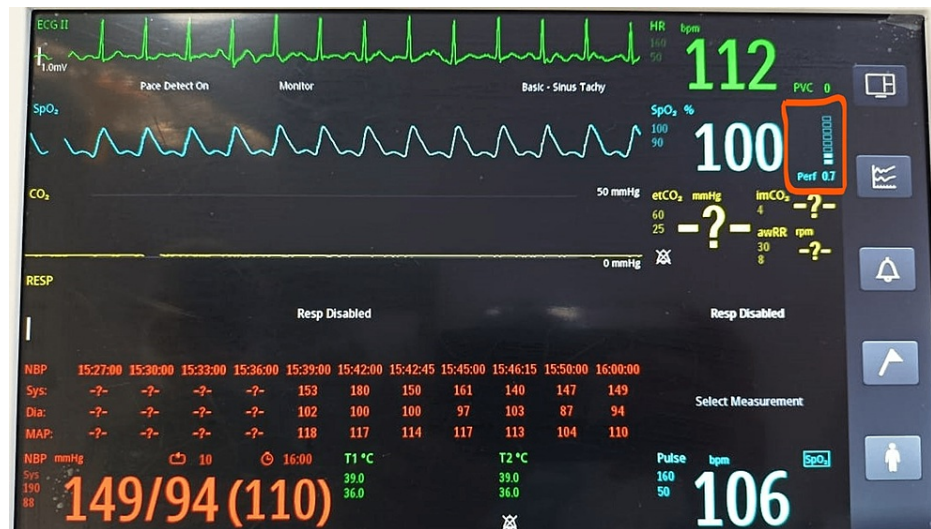 ECG II
1.0mV
Pace Detect On Monitor Basic - Sinus Tachy
HR bpm
160
50
112
PVC 0
SpO₂
SpO₂ %
100
90
100
Perf 0.7
CO₂
50 mmHg
0 mmHg
etCO₂ mmHg
60
25
-?-
imCO₂
4
-?-
awRR rpm
30
8
-?-
RESP
Resp Disabled
Resp Disabled
NBP 15:27:00 15:30:00 15:33:00 15:36:00 15:39:00 15:42:00 15:42:45 15:45:00 15:46:15 15:50:00 16:00:00
Sys: -?- -?- -?- -?- 153 180 150 161 140 147 149
Dia: -?- -?- -?- -?- 102 100 100 97 103 87 94
MAP: -?- -?- -?- -?- 118 117 114 117 113 104 110
Select Measurement
NBP mmHg 10 16:00
Sys
190
88
149/94 (110)
T1 °C
39.0
36.0
T2 °C
39.0
36.0
Pulse bpm SpO₂
160
50
106